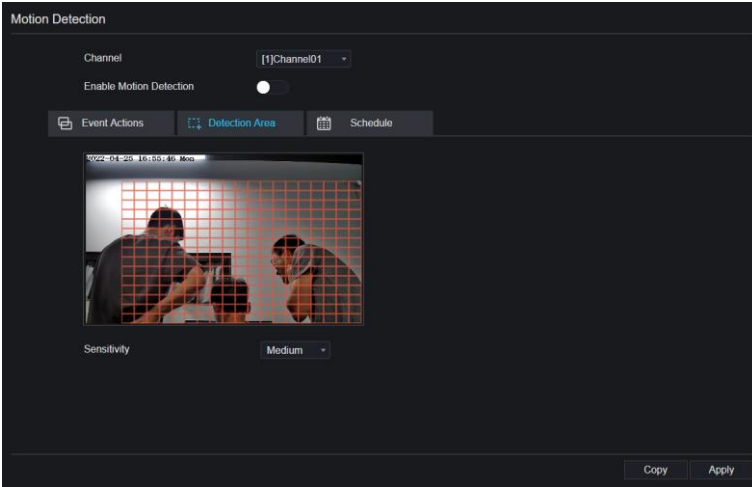 Motion Detection
Channel [1]Channel01
Enable Motion Detection
Event Actions Detection Area Schedule
2022-04-25 16:55:46 Mon
Sensitivity Medium
Copy Apply